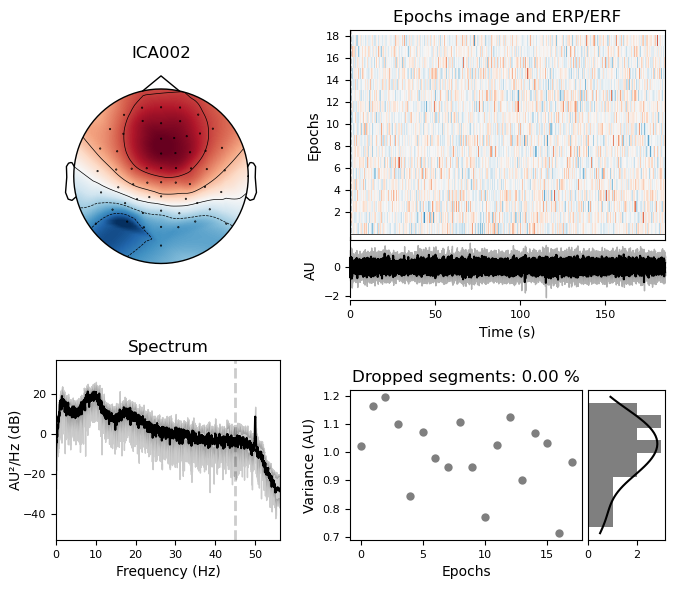 ICA002
Epochs image and ERP/ERF
Epochs
18
16
14
12
10
8
6
4
2
AU
0
−2
0 50 100 150
Time (s)
Spectrum
AU²/Hz (dB)
20
0
−20
−40
0 10 20 30 40 50
Frequency (Hz)
Dropped segments: 0.00 %
Variance (AU)
1.2
1.1
1.0
0.9
0.8
0.7
0 5 10 15
Epochs
0 2